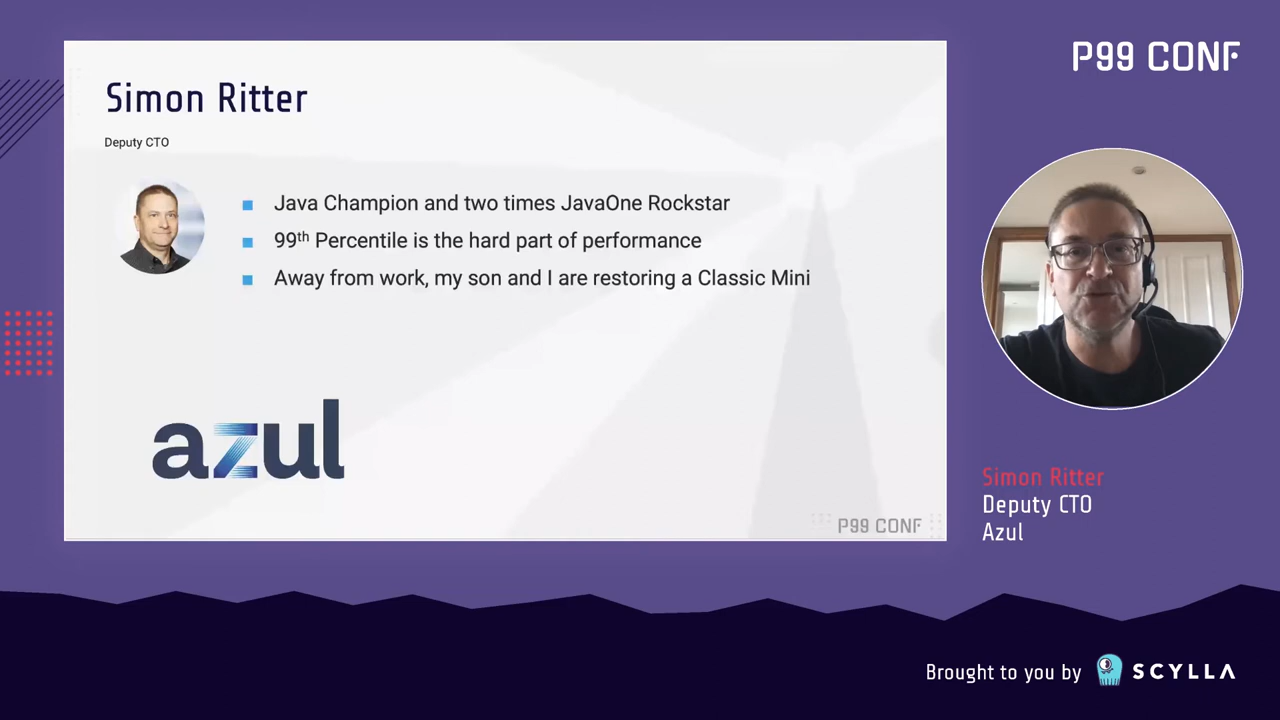 P99 CONF
Simon Ritter
Deputy CTO
Java Champion and two times JavaOne Rockstar
99th Percentile is the hard part of performance
Away from work, my son and I are restoring a Classic Mini
azul
P99 CONF
Simon Ritter
Deputy CTO
Azul
Brought to you by SCYLLA